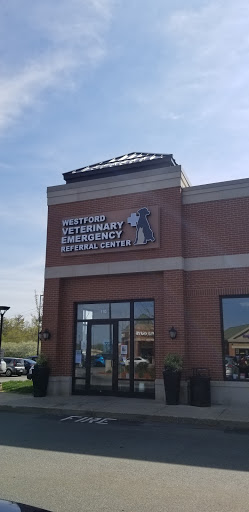 WESTFORD
VETERINARY
EMERGENCY
REFERRAL CENTER
FIRE